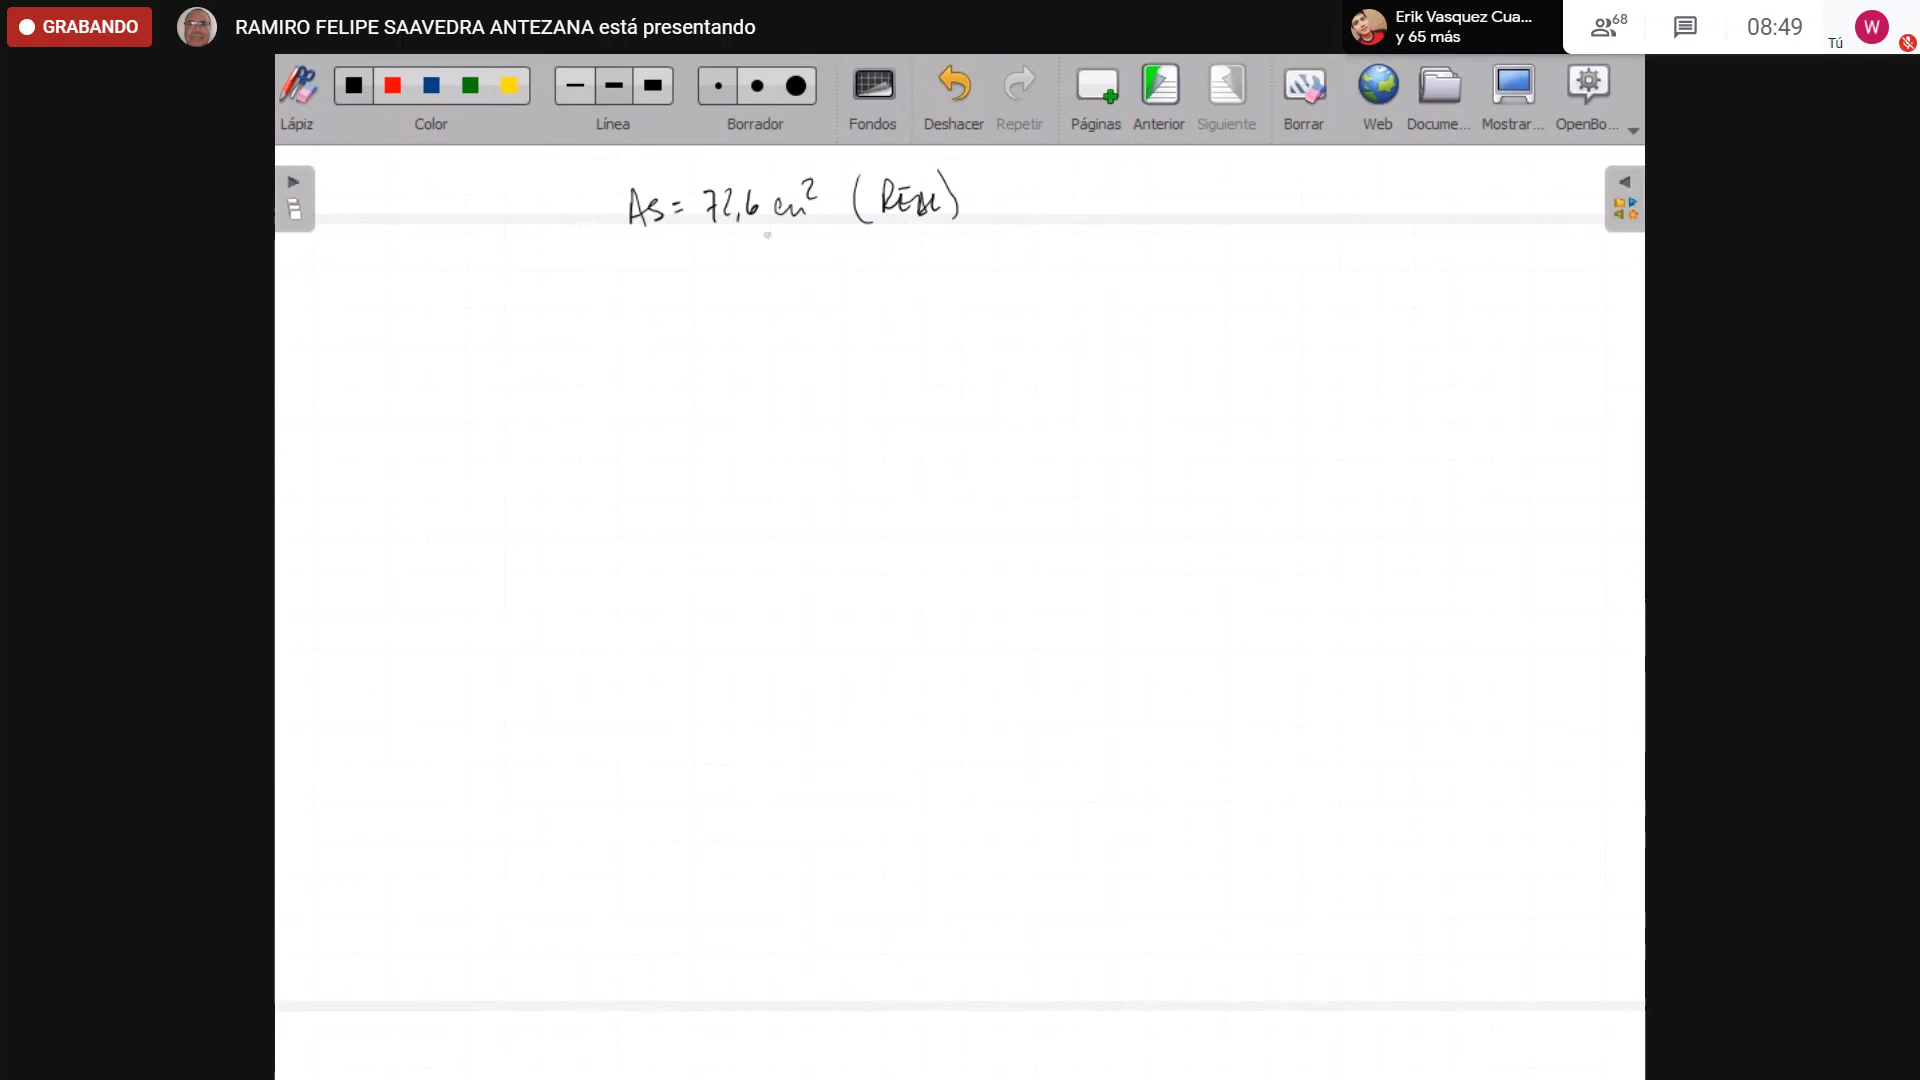 GRABANDO
RAMIRO FELIPE SAAVEDRA ANTEZANA está presentando
Erik Vasquez Cua...
y 65 más
68
08:49
Tú
W
Lápiz
Color
Línea
Borrador
Fondos
Deshacer
Repetir
Páginas
Anterior
Siguiente
Borrar
Web
Docume...
Mostrar...
OpenBo...
As = 72,6 cm² (REAL)